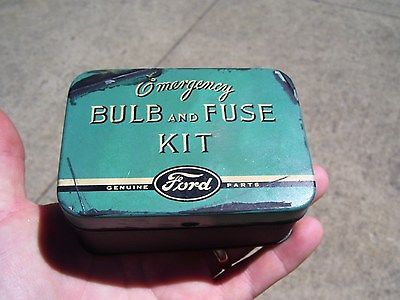 Emergency
BULB AND FUSE
KIT
GENUINE Ford PARTS